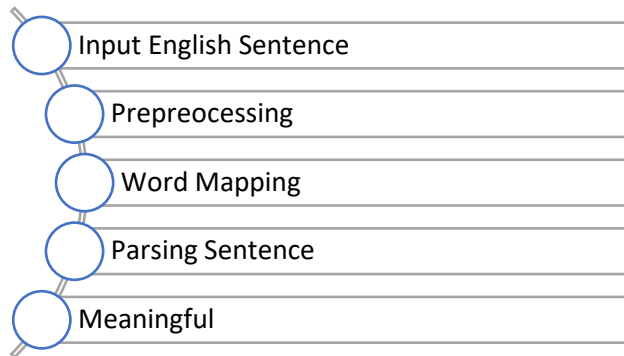 Input English Sentence
Prepreocessing
Word Mapping
Parsing Sentence
Meaningful